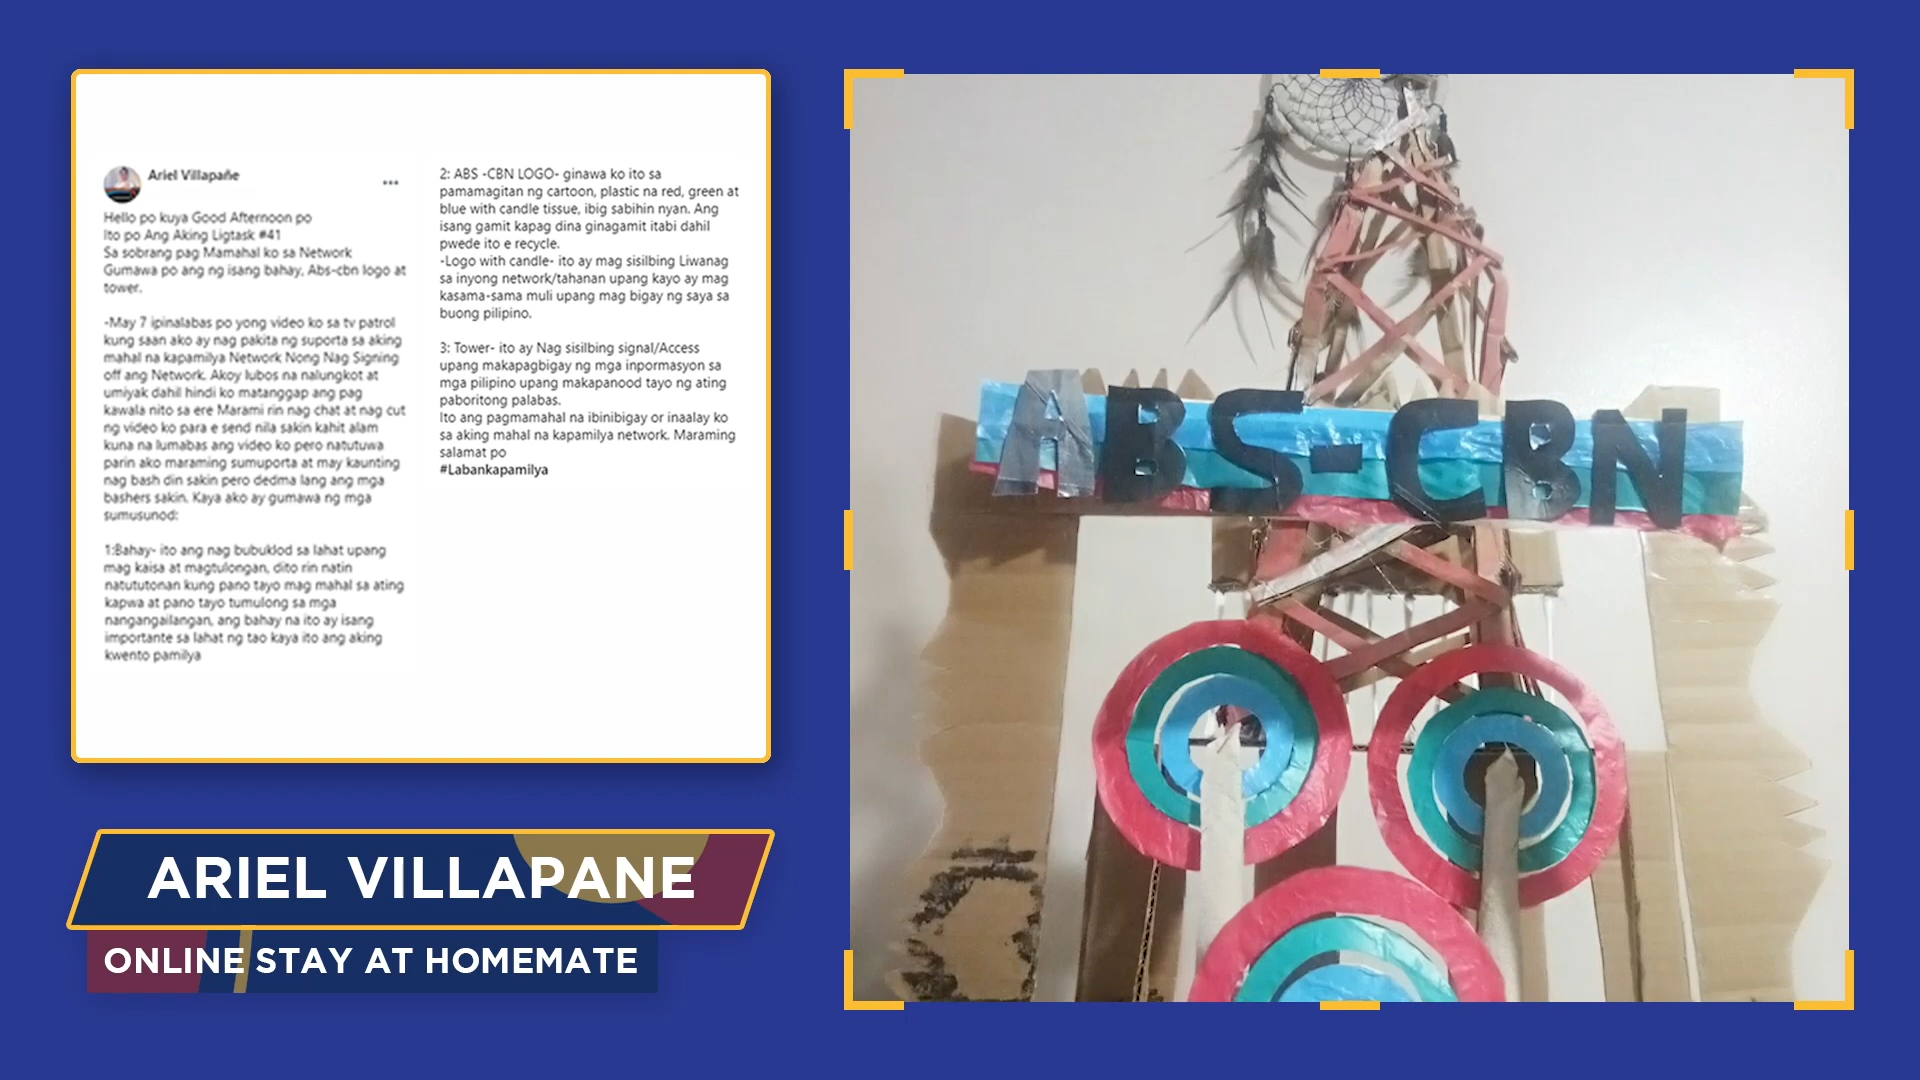 Ariel Villapañe
Hello po kuya Good Afternoon po
Ito po Ang Aking Ligtask #41
Sa sobrang pag Mamahal ko sa Network
Gumawa po ang ng isang bahay, Abs-cbn logo at
tower.
-May 7 ipinalabas po yong video ko sa tv patrol
kung saan ako ay nag pakita ng suporta sa aking
mahal na kapamilya Network Nong Nag Signing
off ang Network. Akoy lubos na nalungkot at
umiyak dahil hindi ko matanggap ang pag
kawala nito sa ere Marami rin nag chat at nag cut
ng video ko para e send nila sakin kahit alam
kuna na lumabas ang video ko pero natutuwa
parin ako maraming sumuporta at may kaunting
nag bash din sakin pero dedma lang ang mga
bashers sakin. Kaya ako ay gumawa ng mga
sumusunod:
1:Bahay- ito ang nag bubuklod sa lahat upang
mag kaisa at magtulongan, dito rin natin
natututonan kung pano tayo mag mahal sa ating
kapwa at pano tayo tumulong sa mga
nangangailangan, ang bahay na ito ay isang
importante sa lahat ng tao kaya ito ang aking
kwento pamilya
2: ABS -CBN LOGO- ginawa ko ito sa
pamamagitan ng cartoon, plastic na red, green at
blue with candle tissue, ibig sabihin nyan. Ang
isang gamit kapag dina ginagamit itabi dahil
pwede ito e recycle.
-Logo with candle- ito ay mag sisilbing Liwanag
sa inyong network/tahanan upang kayo ay mag
kasama-sama muli upang mag bigay ng saya sa
buong pilipino.
3: Tower- ito ay Nag sisilbing signal/Access
upang makapagbigay ng mga inpormasyon sa
mga pilipino upang makapanood tayo ng ating
paboritong palabas.
Ito ang pagmamahal na ibinibigay or inaalay ko
sa aking mahal na kapamilya network. Maraming
salamat po
#Labankapamilya
ABS-CBN
ARIEL VILLAPANE
ONLINE STAY AT HOMEMATE